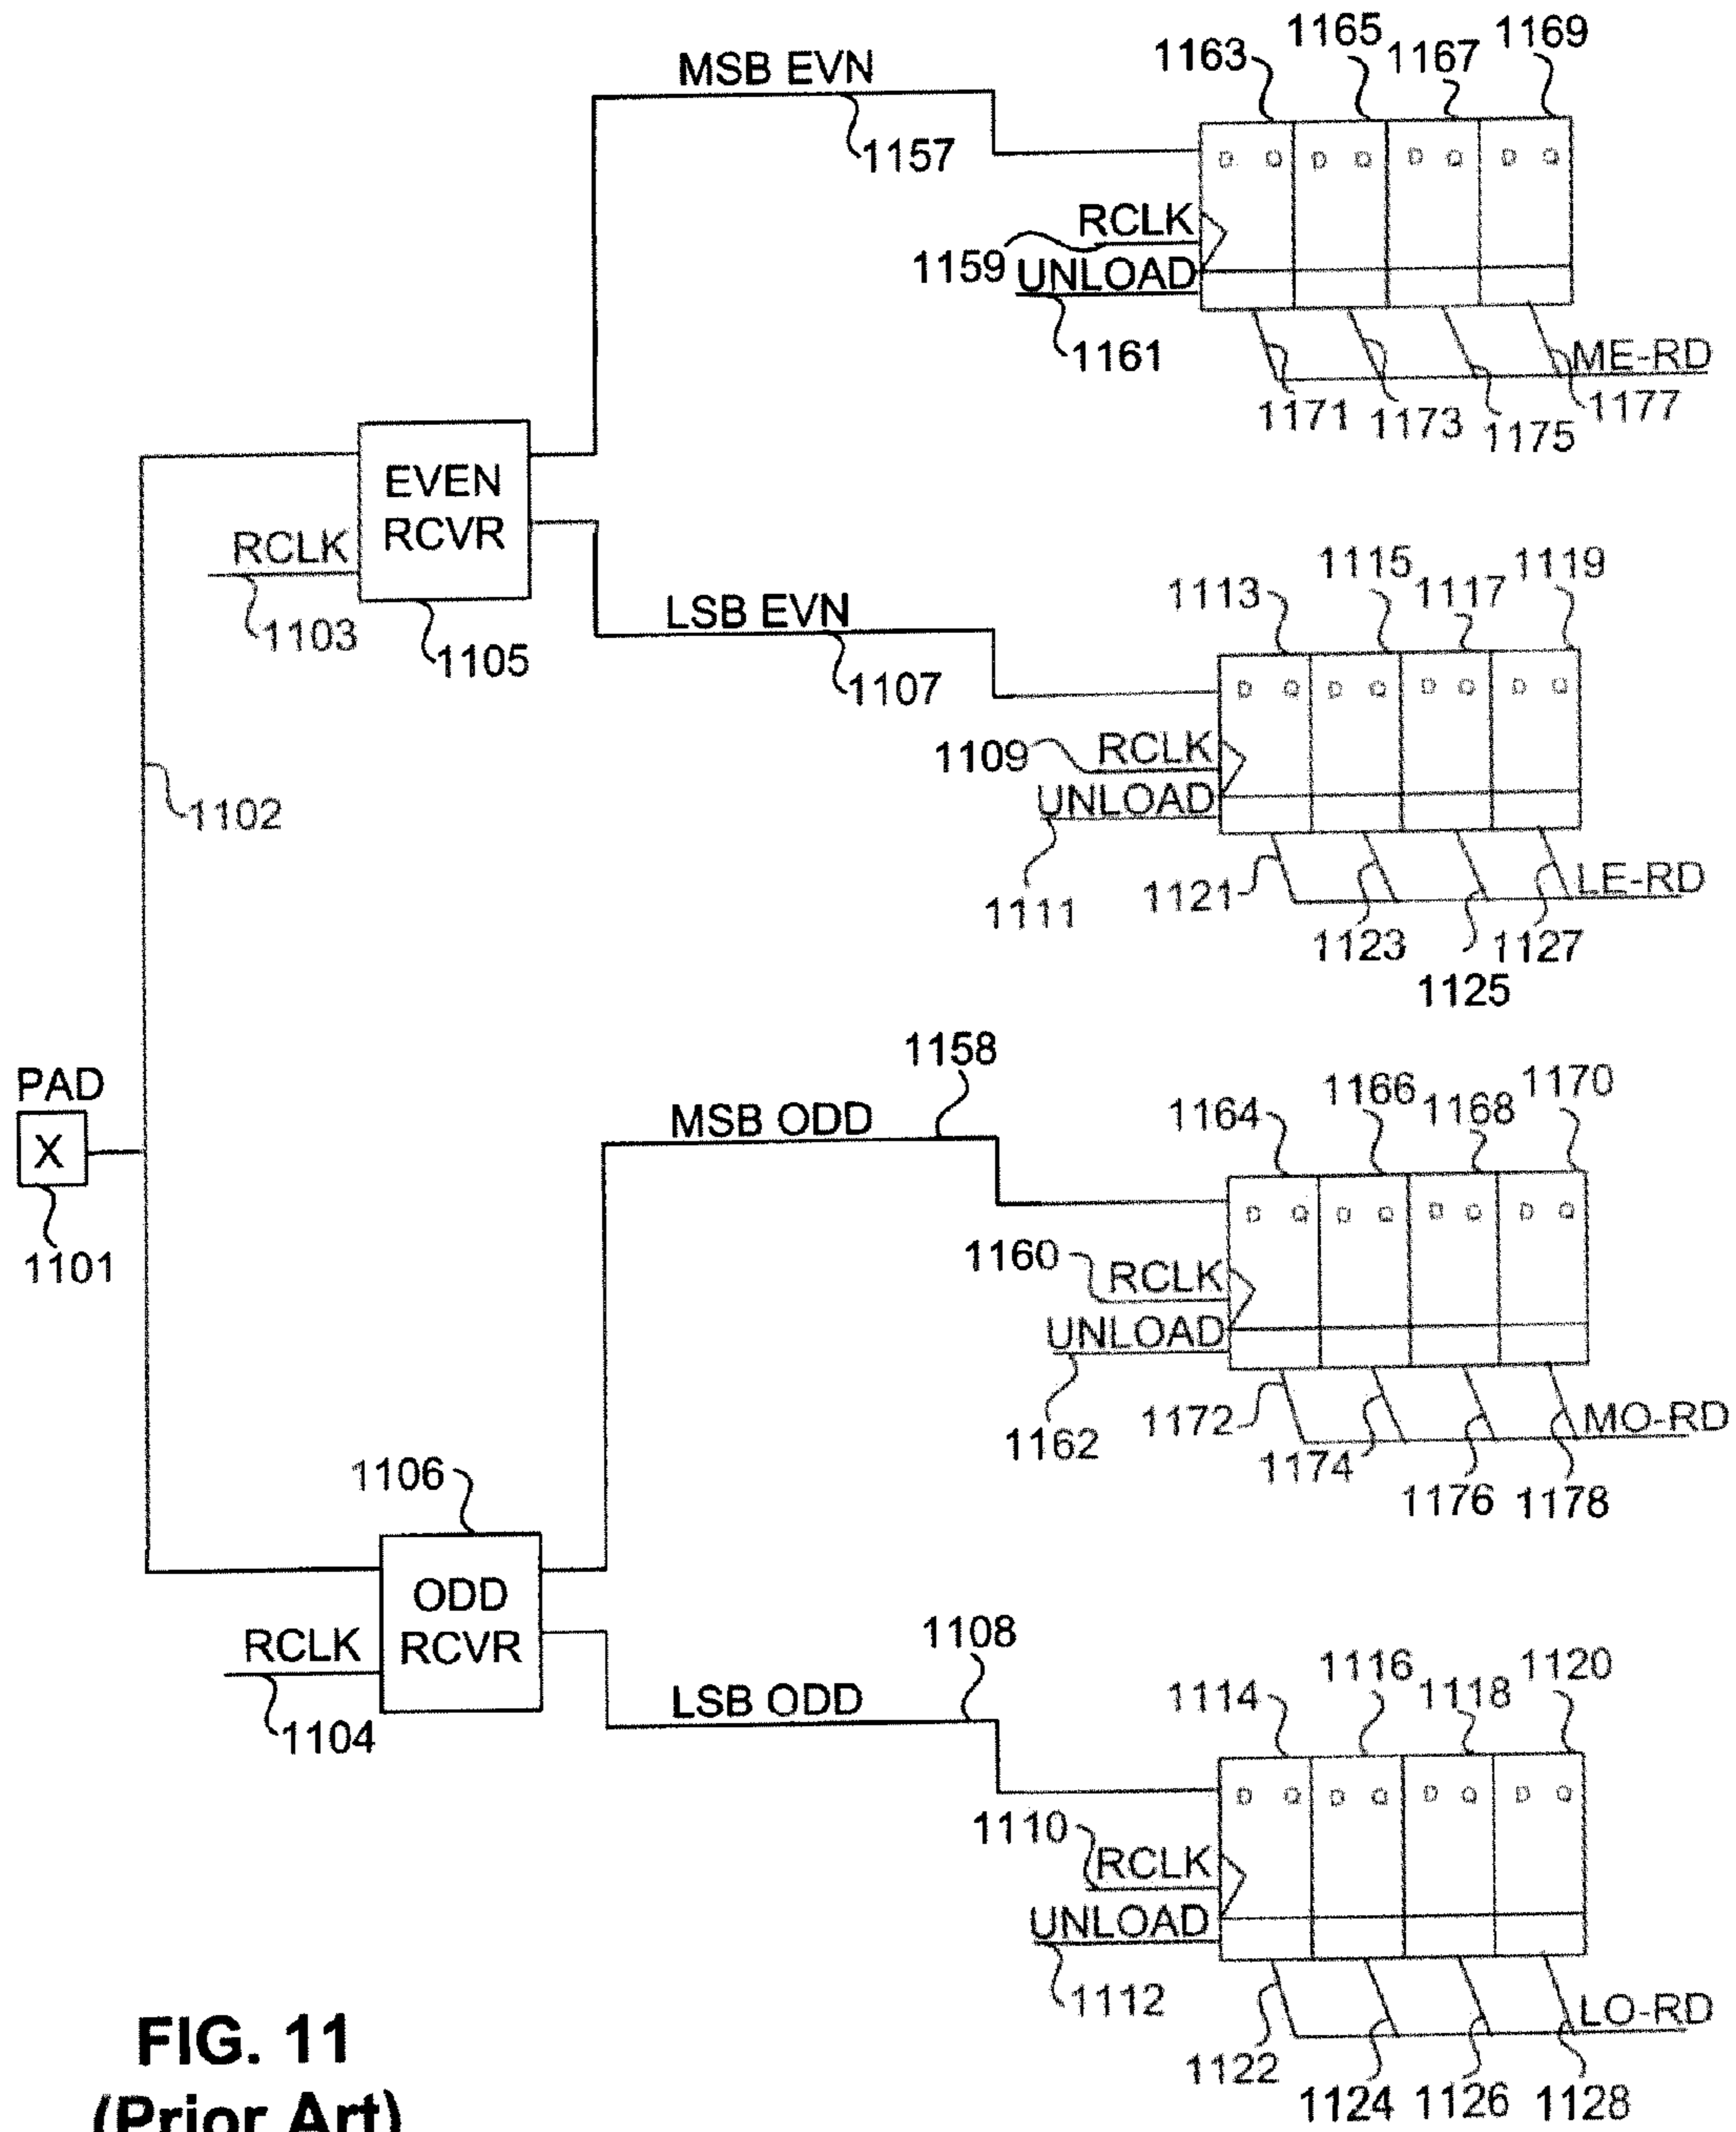 1163 1165 1167 1169
MSB EVN
1157
D Q D Q D Q D Q
RCLK
1159
UNLOAD
1161
ME-RD
1171 1173 1175 1177
EVEN
RCVR
RCLK
1103
1105
LSB EVN
1107
1113 1115 1117 1119
D Q D Q D Q D Q
1109 RCLK
UNLOAD
1111
1121
LE-RD
1123 1127
1125
1102
PAD
X
1101
1158
MSB ODD
1164 1166 1168 1170
D Q D Q D Q D Q
1160
RCLK
UNLOAD
1162
1172
MO-RD
1174
1176 1178
1106
ODD
RCVR
RCLK
1104
1108
LSB ODD
1114 1116 1118 1120
D Q D Q D Q D Q
1110
RCLK
UNLOAD
1112
LO-RD
1122
1124 1126 1128
FIG. 11
(Prior Art)